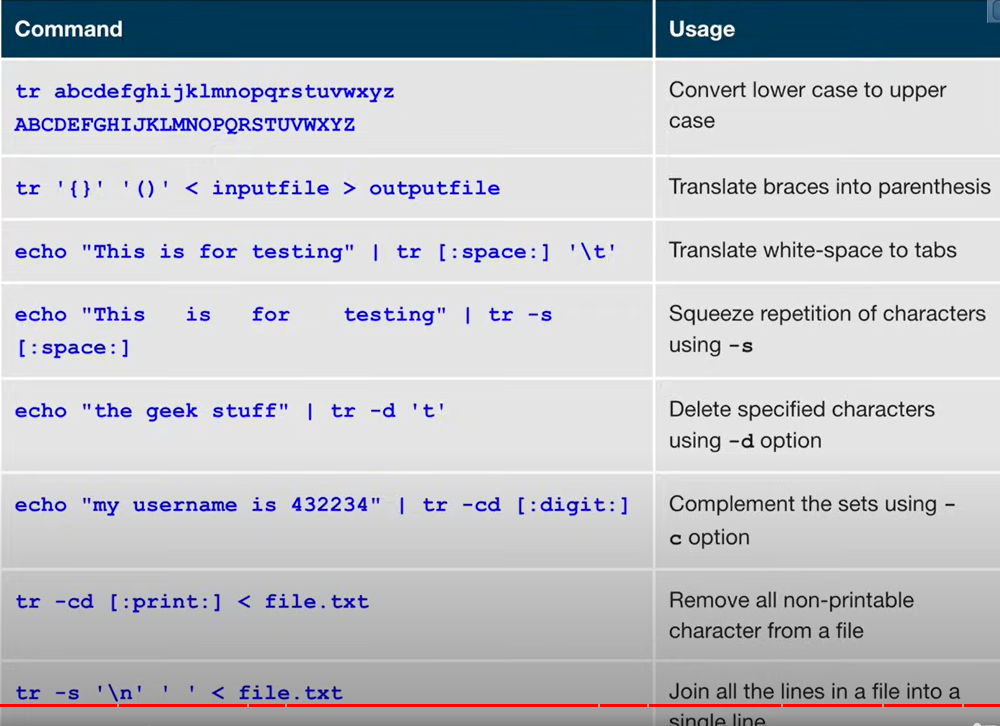 Command
Usage
tr abcdefghijklmnopqrstuvwxyz
ABCDEFGHIJKLMNOPQRSTUVWXYZ
Convert lower case to upper
case
tr '{}' '()' < inputfile > outputfile
Translate braces into parenthesis
echo "This is for testing" | tr [:space:] '\t'
Translate white-space to tabs
echo "This   is   for    testing" | tr -s
[:space:]
Squeeze repetition of characters
using -s
echo "the geek stuff" | tr -d 't'
Delete specified characters
using -d option
echo "my username is 432234" | tr -cd [:digit:]
Complement the sets using -
c option
tr -cd [:print:] < file.txt
Remove all non-printable
character from a file
tr -s '\n' ' ' < file.txt
Join all the lines in a file into a
single line